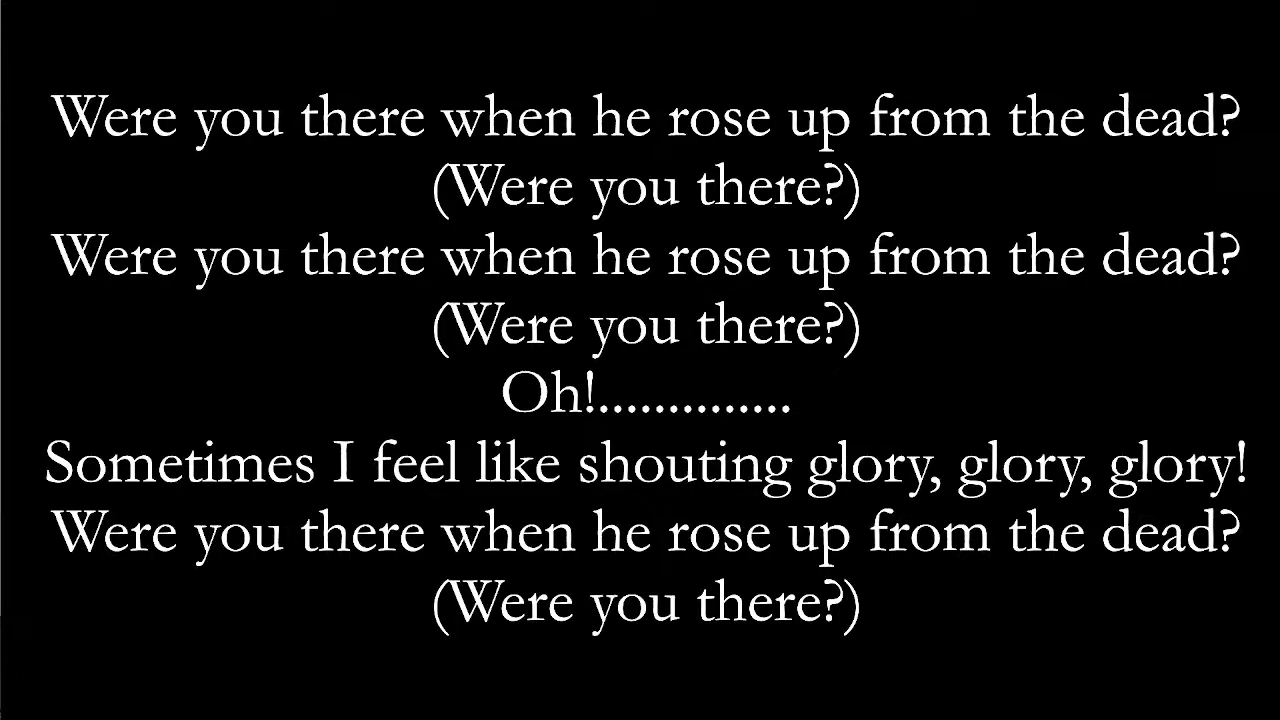 Were you there when he rose up from the dead?
(Were you there?)
Were you there when he rose up from the dead?
(Were you there?)
Oh!..............
Sometimes I feel like shouting glory, glory, glory!
Were you there when he rose up from the dead?
(Were you there?)